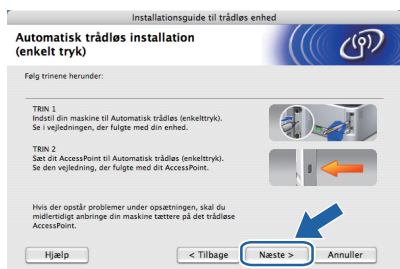 Installationsguide til trådløs enhed
Automatisk trådløs installation
(enkelt tryk)
Følg trinene herunder:
TRIN 1
Indstil din maskine til Automatisk trådløs (enkelttryk).
Se i vejledningen, der fulgte med din enhed.
TRIN 2
Sæt dit AccessPoint til Automatisk trådløs (enkelttryk).
Se den vejledning, der fulgte med dit AccessPoint.
Hvis der opstår problemer under opsætningen, skal du
midlertidigt anbringe din maskine tættere på det trådløse
AccessPoint.
Hjælp
< Tilbage
Næste >
Annuller